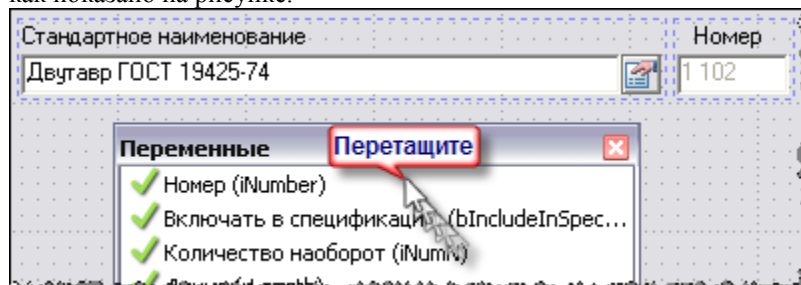 как показано на рисунке.
Стандартное наименование Номер
Двутавр ГОСТ 19425-74 1 102
Переменные Перетащите
Номер (iNumber)
Включать в спецификаци (bIncludeInSpec...
Количество наоборот (iNumN)